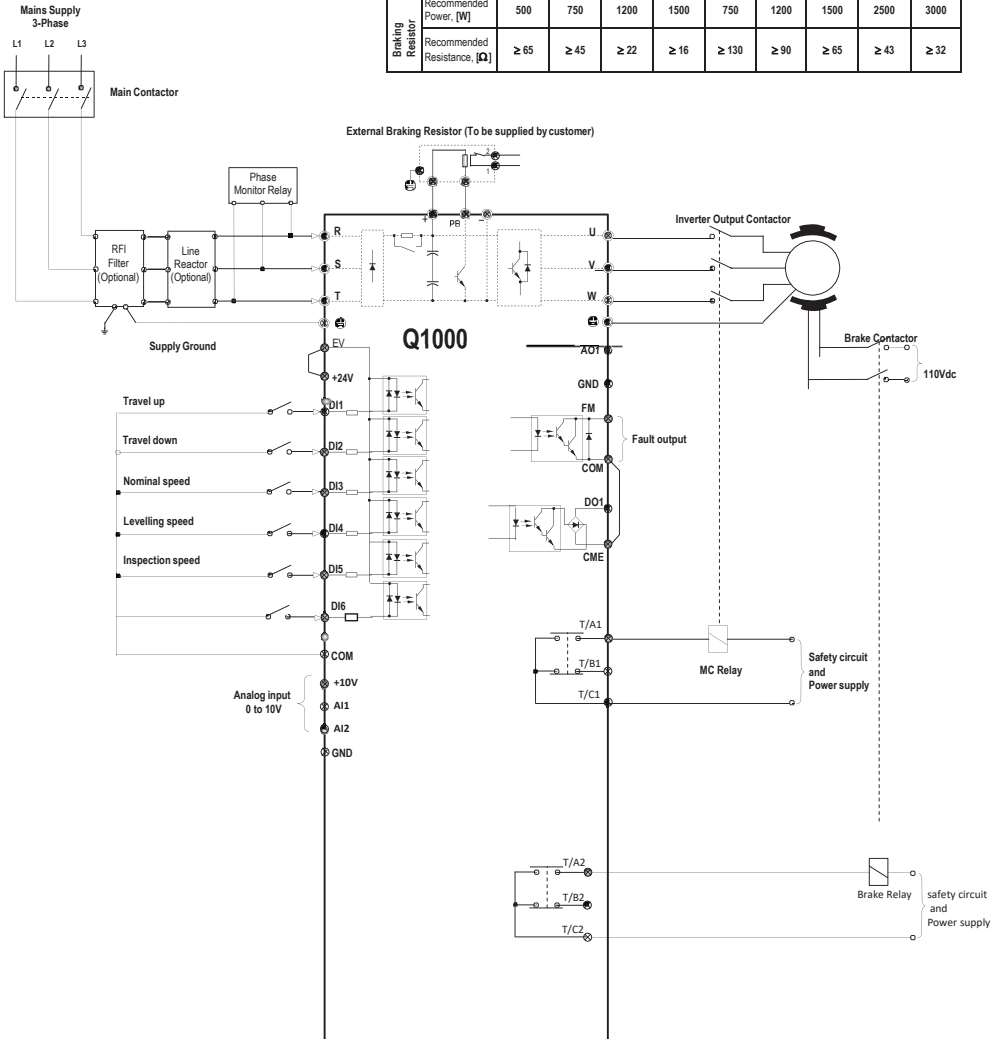 Mains Supply
3-Phase
L1 L2 L3
Main Contactor
Braking Resistor
Recommended Power, [W] 500 750 1200 1500 750 1200 1500 2500 3000
Recommended Resistance, [Ω] ≥ 65 ≥ 45 ≥ 22 ≥ 16 ≥ 130 ≥ 90 ≥ 65 ≥ 43 ≥ 32
External Braking Resistor (To be supplied by customer)
2
1
Phase
Monitor Relay
+ PB −
RFI
Filter
(Optional)
Line
Reactor
(Optional)
R
S
T
U
V
W
Inverter Output Contactor
Supply Ground
Q1000
EV
+24V
AO1
GND
FM
COM
Fault output
DO1
CME
Brake Contactor
110Vdc
Travel up
DI1
Travel down
DI2
Nominal speed
DI3
Levelling speed
DI4
Inspection speed
DI5
DI6
COM
Analog input
0 to 10V
+10V
AI1
AI2
GND
T/A1
T/B1
T/C1
MC Relay
Safety circuit
and
Power supply
T/A2
T/B2
T/C2
Brake Relay
safety circuit
and
Power supply